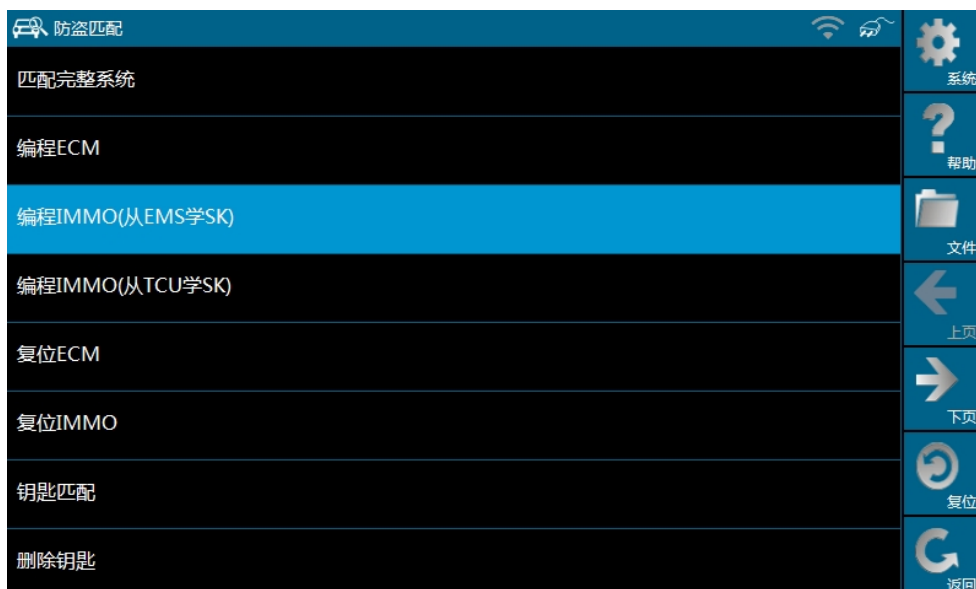 防盗匹配
匹配完整系统
编程ECM
编程IMMO(从EMS学SK)
编程IMMO(从TCU学SK)
复位ECM
复位IMMO
钥匙匹配
删除钥匙
系统
帮助
文件
上页
下页
复位
返回